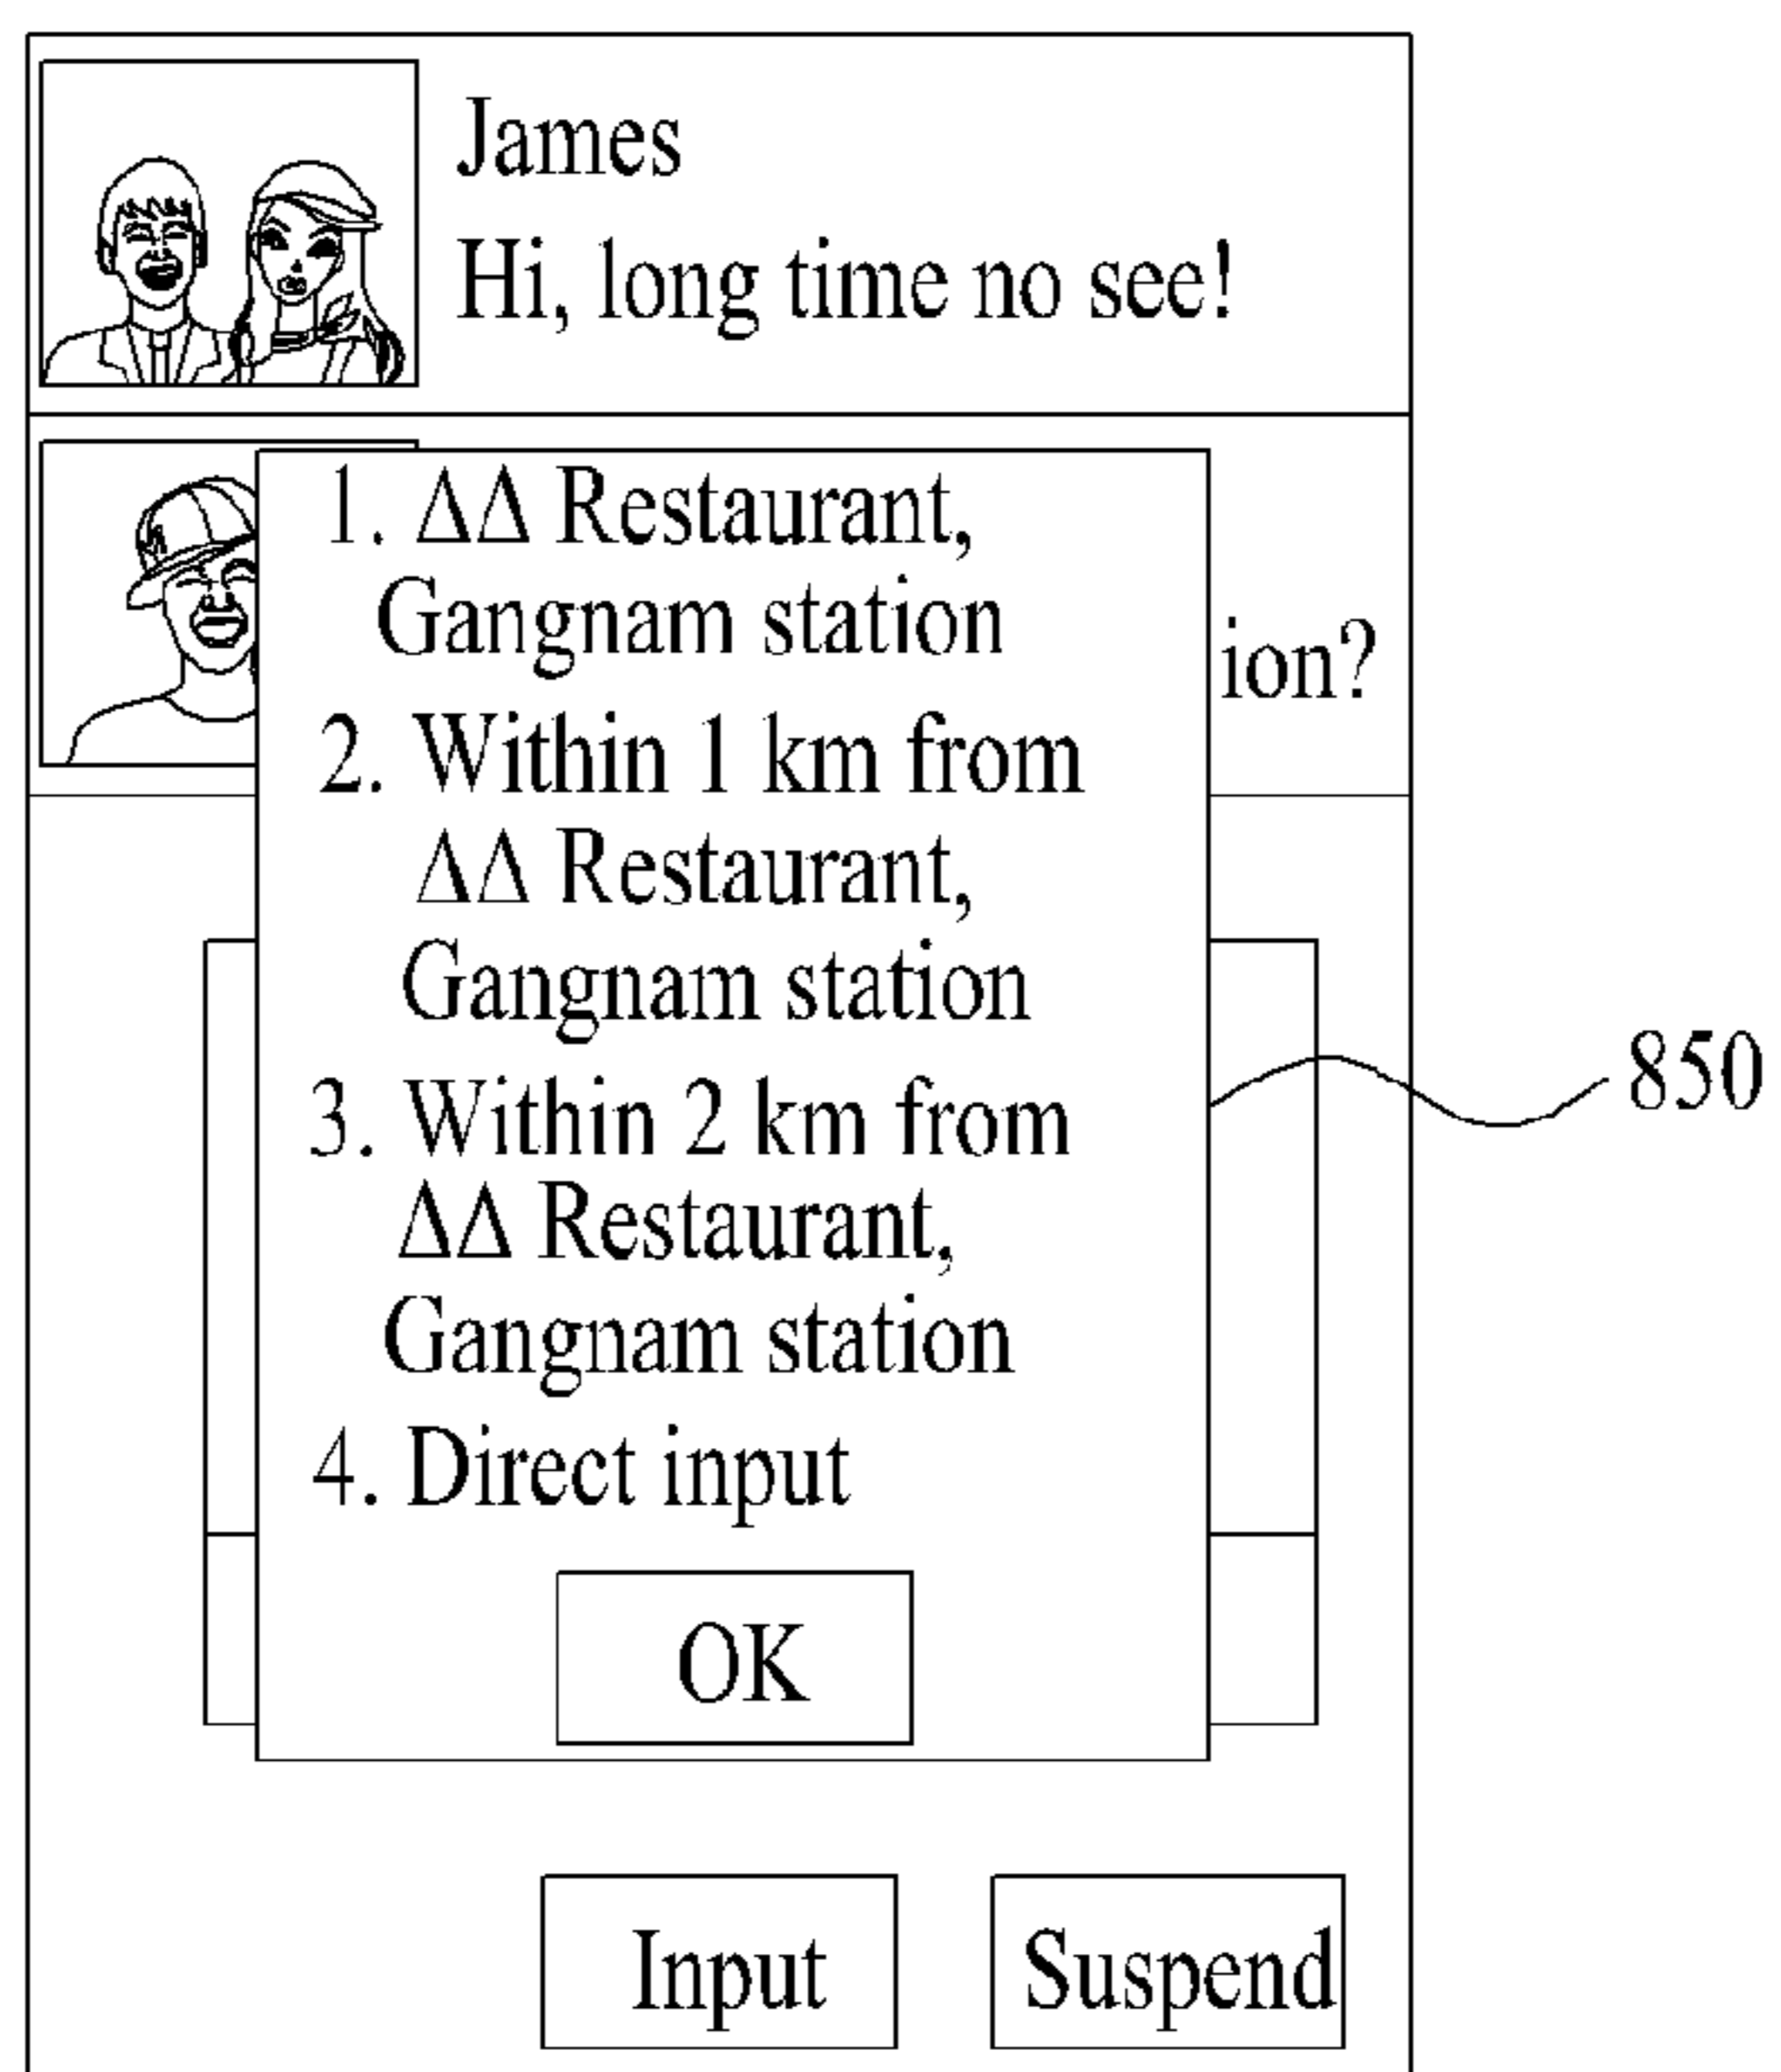 James
Hi, long time no see!
1. ΔΔ Restaurant,
Gangnam station
ion?
2. Within 1 km from
ΔΔ Restaurant,
Gangnam station
3. Within 2 km from
ΔΔ Restaurant,
Gangnam station
4. Direct input
850
OK
Input
Suspend